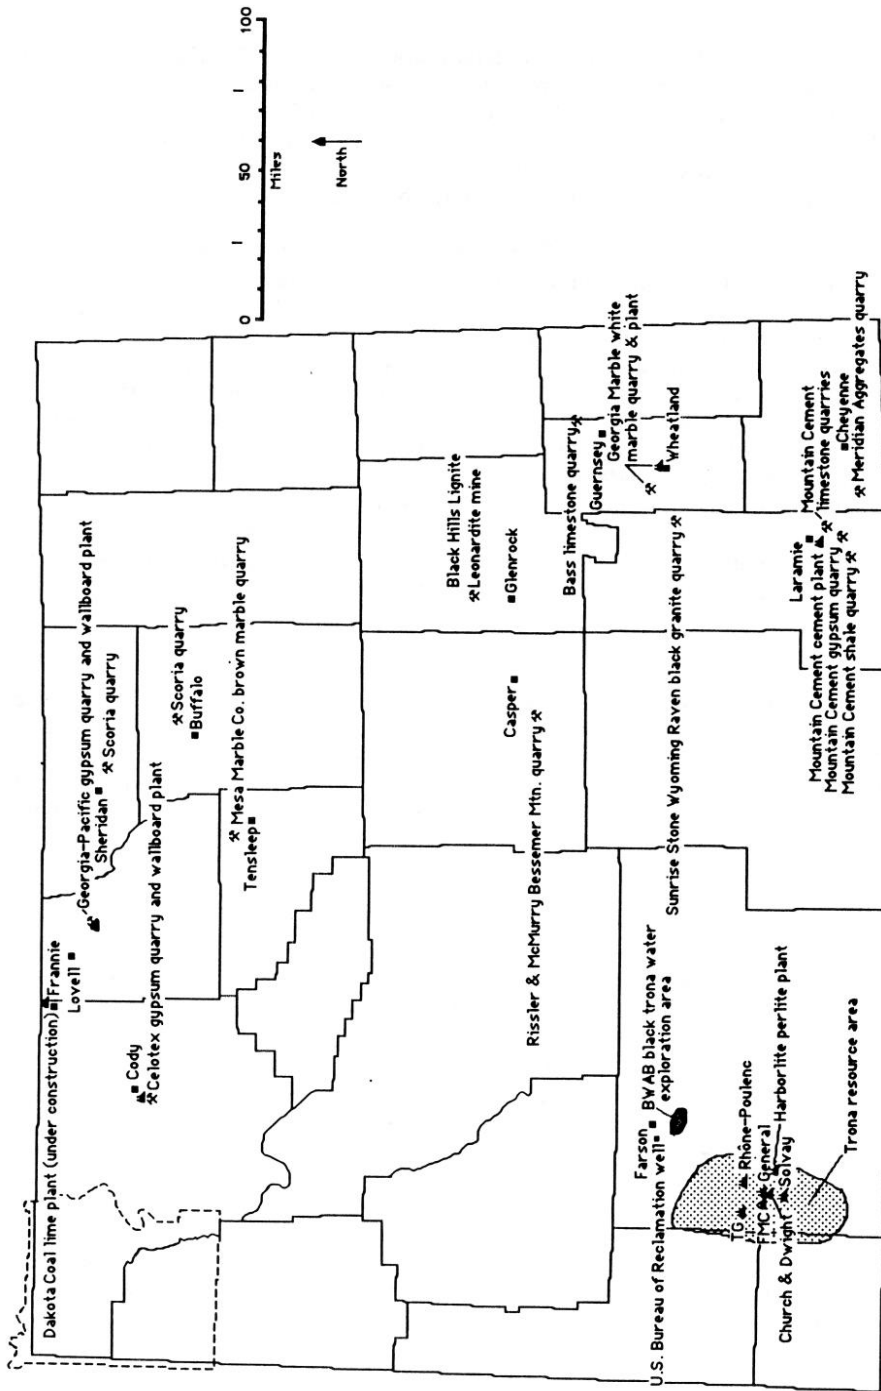 Dakota Coal lime plant (under construction)
Frannie
Lovell
Georgia-Pacific gypsum quarry and wallboard plant
Sheridan
Scoria quarry
Cody
Celotex gypsum quarry and wallboard plant
Scoria quarry
Buffalo
Mesa Marble Co. brown marble quarry
Tensleep
Black Hills Lignite
Leonardite mine
Glenrock
Casper
Rissler & McMurry Bessemer Mtn. quarry
Bass limestone quarry
Guernsey
Georgia Marble white
marble quarry & plant
Wheatland
Farson
U.S. Bureau of Reclamation well
BWAB black trona water
exploration area
Sunrise Stone Wyoming Raven black granite quarry
TG
Rhône-Poulenc
FMC
General
Church & Dwight
Solvay
Harborlite perlite plant
Trona resource area
Laramie
Mountain Cement cement plant
Mountain Cement gypsum quarry
Mountain Cement shale quarry
Mountain Cement
limestone quarries
Cheyenne
Meridian Aggregates quarry
0 50 100
Miles
North